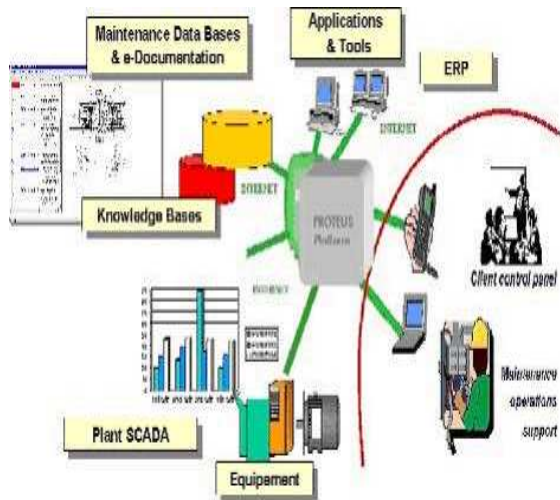 Maintenance Data Bases
& e-Documentation
Applications
& Tools
ERP
INTERNET
INTERNET
Knowledge Bases
PROTEUS
Platform
Client control panel
Maintenance
operations
support
Plant SCADA
Equipement